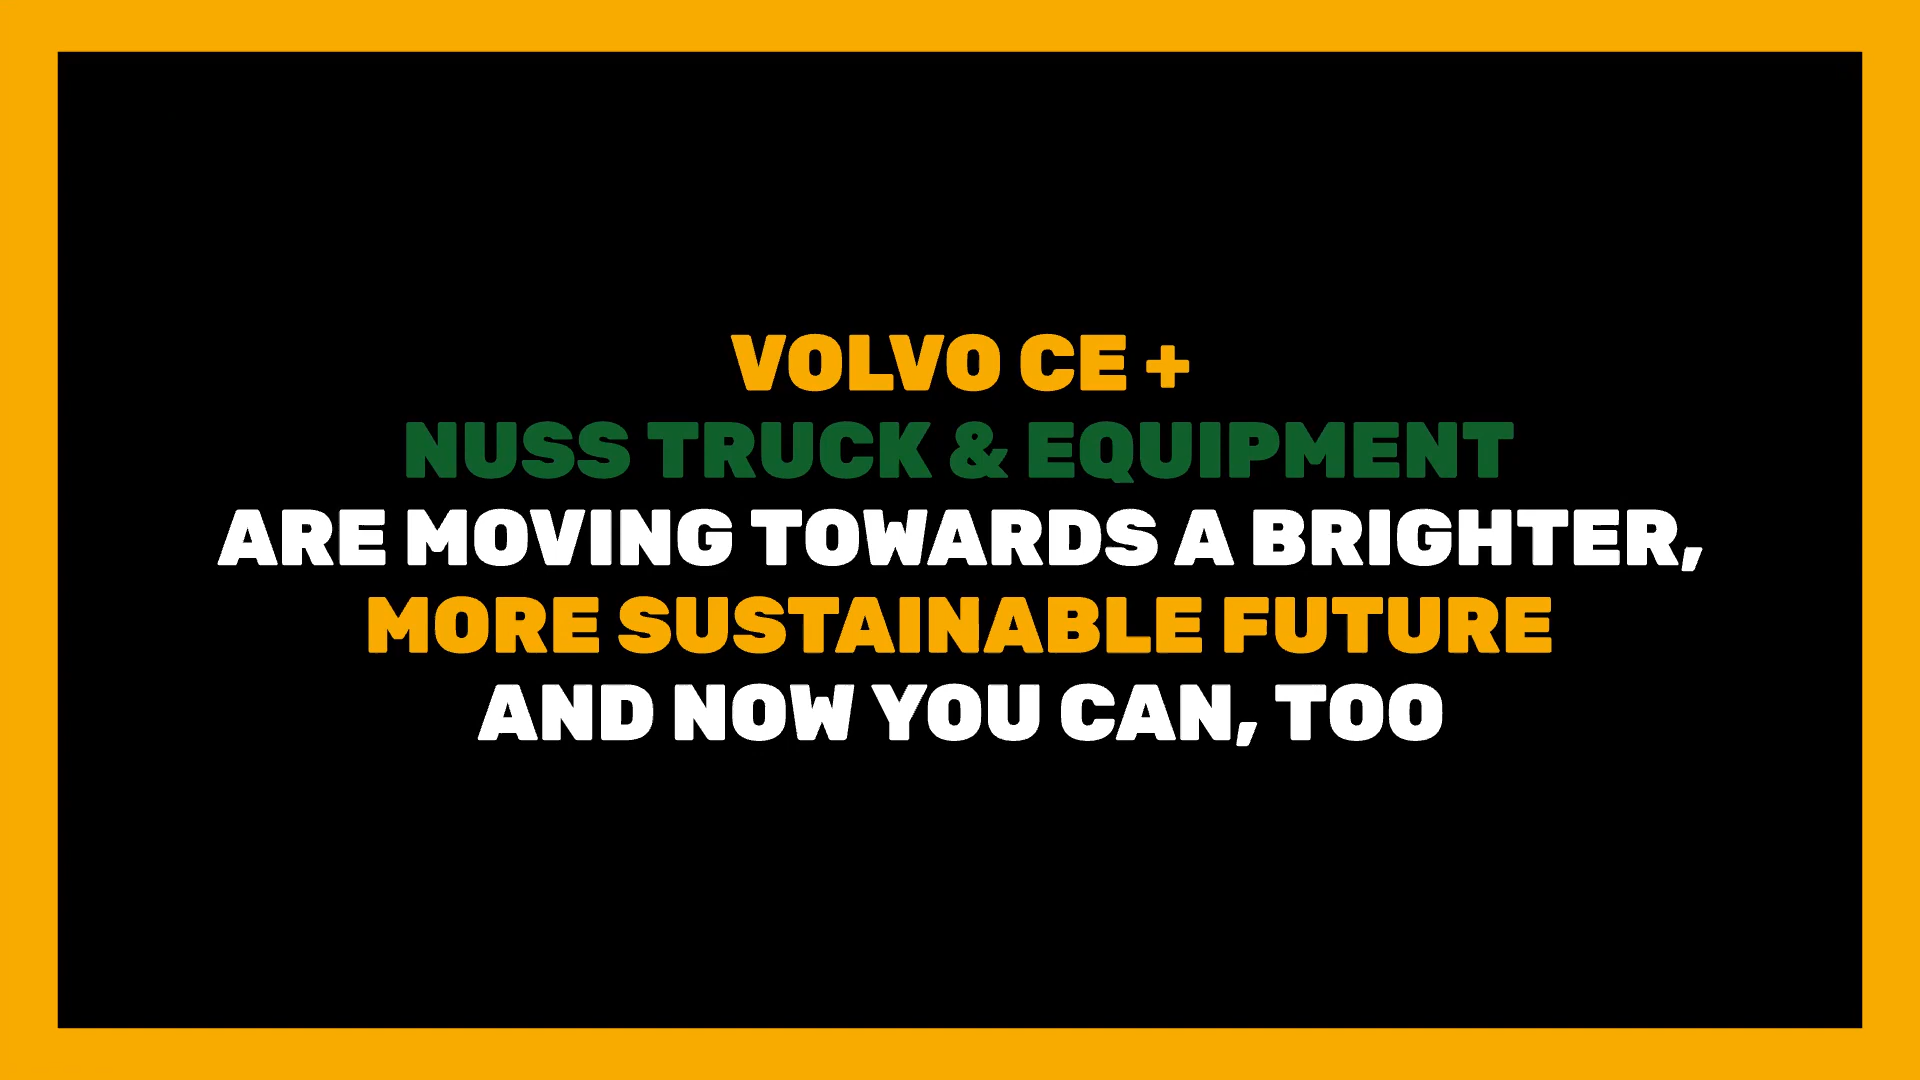 VOLVO CE +
NUSS TRUCK & EQUIPMENT
ARE MOVING TOWARDS A BRIGHTER,
MORE SUSTAINABLE FUTURE
AND NOW YOU CAN, TOO